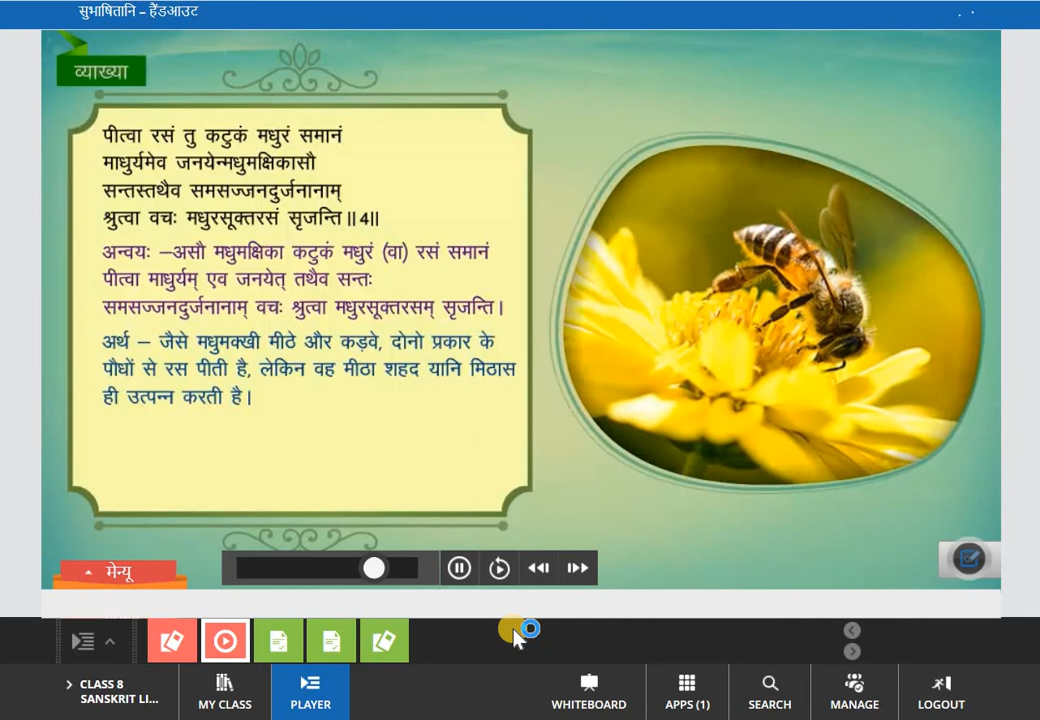 सुभाषितानि – हैंडआउट
व्याख्या
पीत्वा रसं तु कटुकं मधुरं समानं
माधुर्यमेव जनयेन्मधुमक्षिकासौ
सन्तस्तथैव समसज्जनदुर्जनानाम्
श्रुत्वा वचः मधुरसूक्तरसं सृजन्ति॥4॥
अन्वयः –असौ मधुमक्षिका कटुकं मधुरं (वा) रसं समानं
पीत्वा माधुर्यम् एव जनयेत् तथैव सन्तः
समसज्जनदुर्जनानाम् वचः श्रुत्वा मधुरसूक्तरसम् सृजन्ति।
अर्थ – जैसे मधुमक्खी मीठे और कड़वे, दोनो प्रकार के
पौधों से रस पीती है, लेकिन वह मीठा शहद यानि मिठास
ही उत्पन्न करती है।
मेन्यू
CLASS 8
SANSKRIT LI...
MY CLASS
PLAYER
WHITEBOARD
APPS (1)
SEARCH
MANAGE
LOGOUT